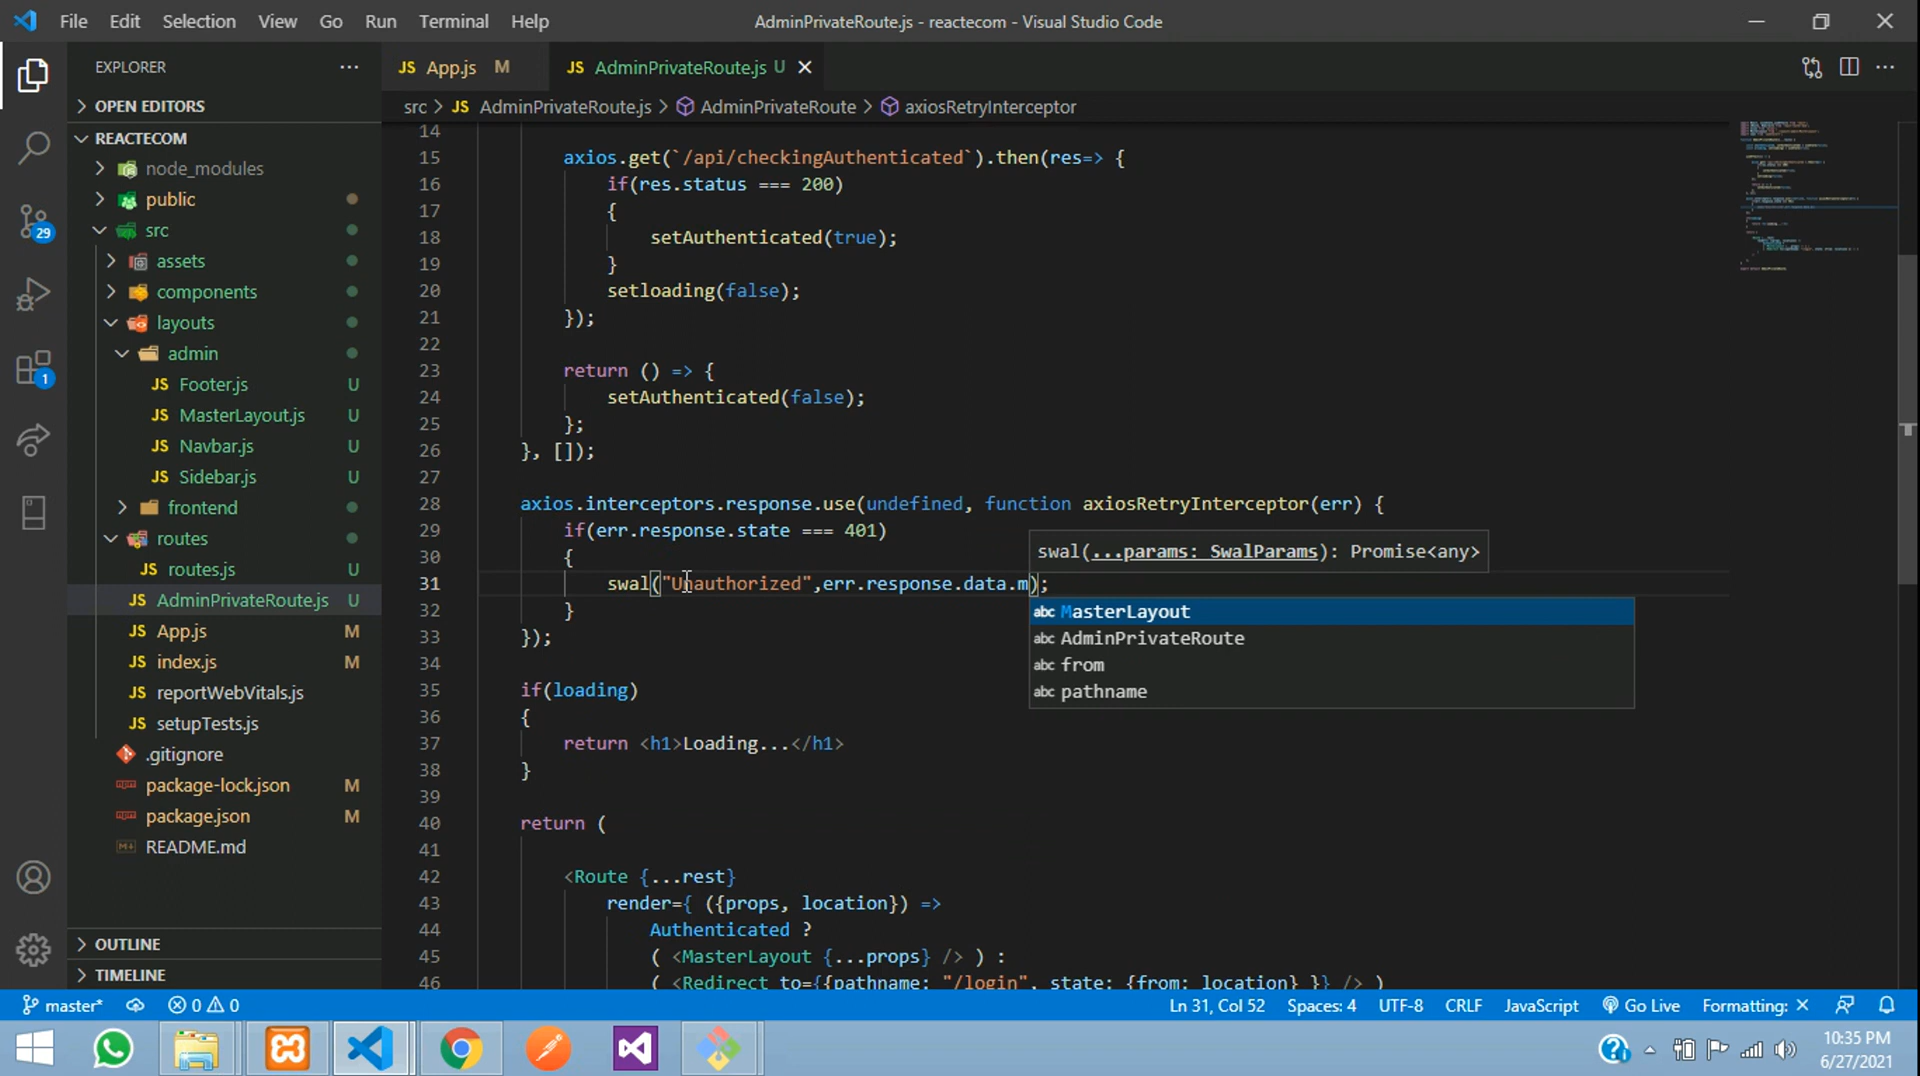 File Edit Selection View Go Run Terminal Help
AdminPrivateRoute.js - reactecom - Visual Studio Code
EXPLORER
OPEN EDITORS
REACTECOM
node_modules
public
src
assets
components
layouts
admin
JS Footer.js U
JS MasterLayout.js U
JS Navbar.js U
JS Sidebar.js U
frontend
routes
JS routes.js U
JS AdminPrivateRoute.js U
JS App.js M
JS index.js M
JS reportWebVitals.js
JS setupTests.js
.gitignore
package-lock.json M
package.json M
README.md
OUTLINE
TIMELINE
29
1
JS App.js M
JS AdminPrivateRoute.js U
src > JS AdminPrivateRoute.js > AdminPrivateRoute > axiosRetryInterceptor
14
15 axios.get(`/api/checkingAuthenticated`).then(res=> {
16 if(res.status === 200)
17 {
18 setAuthenticated(true);
19 }
20 setloading(false);
21 });
22
23 return () => {
24 setAuthenticated(false);
25 };
26 }, []);
27
28 axios.interceptors.response.use(undefined, function axiosRetryInterceptor(err) {
29 if(err.response.state === 401)
30 {
swal(...params: SwalParams): Promise<any>
31 swal("Unauthorized",err.response.data.m);
32 }
33 });
34
abc MasterLayout
abc AdminPrivateRoute
abc from
abc pathname
35 if(loading)
36 {
37 return <h1>Loading...</h1>
38 }
39
40 return (
41
42 <Route {...rest}
43 render={ ({props, location}) =>
44 Authenticated ?
45 ( <MasterLayout {...props} /> ) :
46 ( <Redirect to={{pathname: "/login", state: {from: location} }} /> )
master* 0 0
Ln 31, Col 52 Spaces: 4 UTF-8 CRLF JavaScript Go Live Formatting: ×
10:35 PM
6/27/2021